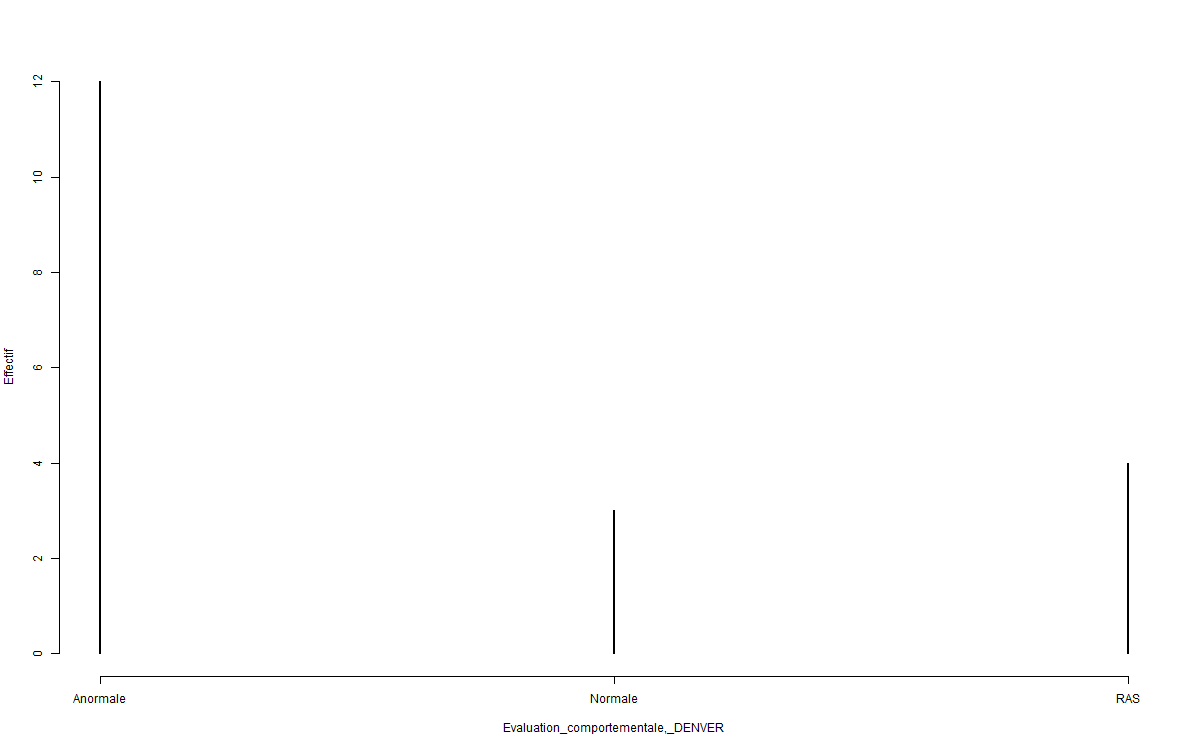 12
10
8
6
4
2
0
Effectif
Anormale Normale RAS
Evaluation_comportementale,_DENVER